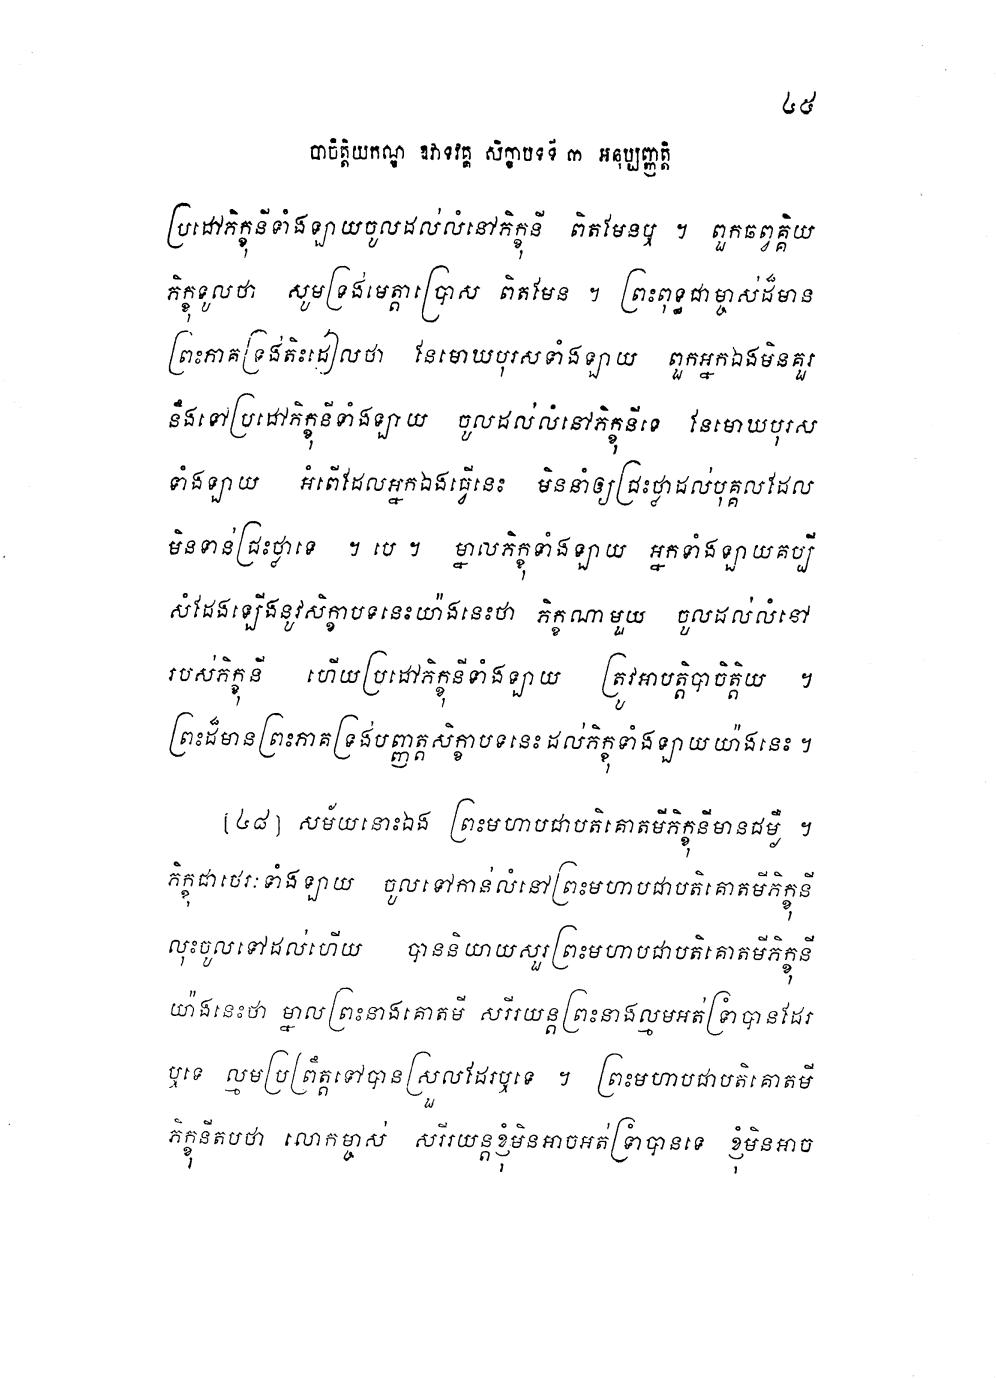 ៤៥
បាចិត្តិយកណ្ឌ ឱវាទវគ្គ សិក្ខាបទទី ៣ អនុប្បញ្ញត្តិ
ប្រដៅភិក្ខុនីទាំងឡាយចូលដល់លំនៅភិក្ខុនី ពិតមែនឬ ។ ពួកឆព្វគ្គិយ
ភិក្ខុទូលថា សូមទ្រង់មេត្តាប្រោស ពិតមែន ។ ព្រះពុទ្ធជាម្ចាស់ដ៏មាន
ព្រះភាគទ្រង់តិះដៀលថា នែមោឃបុរសទាំងឡាយ ពួកអ្នកឯងមិនគួរ
នឹងទៅប្រដៅភិក្ខុនីទាំងឡាយ ចូលដល់លំនៅភិក្ខុនីទេ នែមោឃបុរស
ទាំងឡាយ អំពើដែលអ្នកឯងធ្វើនេះ មិននាំឲ្យជ្រះថ្លាដល់បុគ្គលដែល
មិនទាន់ជ្រះថ្លាទេ ។ បេ ។ ម្នាលភិក្ខុទាំងឡាយ អ្នកទាំងឡាយគប្បី
សំដែងឡើងនូវសិក្ខាបទនេះយ៉ាងនេះថា ភិក្ខុណាមួយ ចូលដល់លំនៅ
របស់ភិក្ខុនី ហើយប្រដៅភិក្ខុនីទាំងឡាយ ត្រូវអាបត្តិបាចិត្តិយ ។
ព្រះដ៏មានព្រះភាគទ្រង់បញ្ញត្តសិក្ខាបទនេះ ដល់ភិក្ខុទាំងឡាយយ៉ាងនេះ ។
[៤៨] សម័យនោះឯង ព្រះមហាបជាបតិគោតមីភិក្ខុនីមានជម្ងឺ ។
ភិក្ខុជាថេរៈទាំងឡាយ ចូលទៅកាន់លំនៅព្រះមហាបជាបតិគោតមីភិក្ខុនី
លុះចូលទៅដល់ហើយ បាននិយាយសួរព្រះមហាបជាបតិគោតមីភិក្ខុនី
យ៉ាងនេះថា ម្នាលព្រះនាងគោតមី សរីរយន្តព្រះនាងល្មមអត់ទ្រាំបានដែរ
ឬទេ ល្មមប្រព្រឹត្តទៅបានស្រួលដែរឬទេ ។ ព្រះមហាបជាបតិគោតមី
ភិក្ខុនីតបថា លោកម្ចាស់ សរីរយន្តខ្ញុំមិនអាចអត់ទ្រាំបានទេ ខ្ញុំមិនអាច